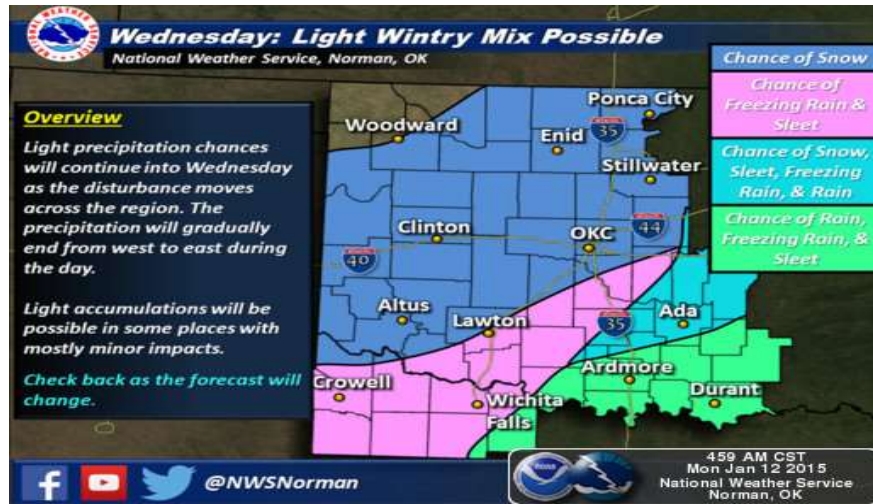 NATIONAL WEATHER SERVICE
Wednesday: Light Wintry Mix Possible
National Weather Service, Norman, OK
Chance of Snow
Chance of
Freezing Rain &
Sleet
Chance of Snow,
Sleet, Freezing
Rain, & Rain
Chance of Rain,
Freezing Rain, &
Sleet
Overview
Light precipitation chances
will continue into Wednesday
as the disturbance moves
across the region. The
precipitation will gradually
end from west to east during
the day.
Light accumulations will be
possible in some places with
mostly minor impacts.
Check back as the forecast will
change.
Ponca City
Woodward
Enid
35
Stillwater
Clinton
OKC
44
40
Altus
Lawton
35
Ada
Crowell
Ardmore
Durant
Wichita
Falls
f
@NWSNorman
NOAA
459 AM CST
Mon Jan 12 2015
National Weather Service
Norman, OK